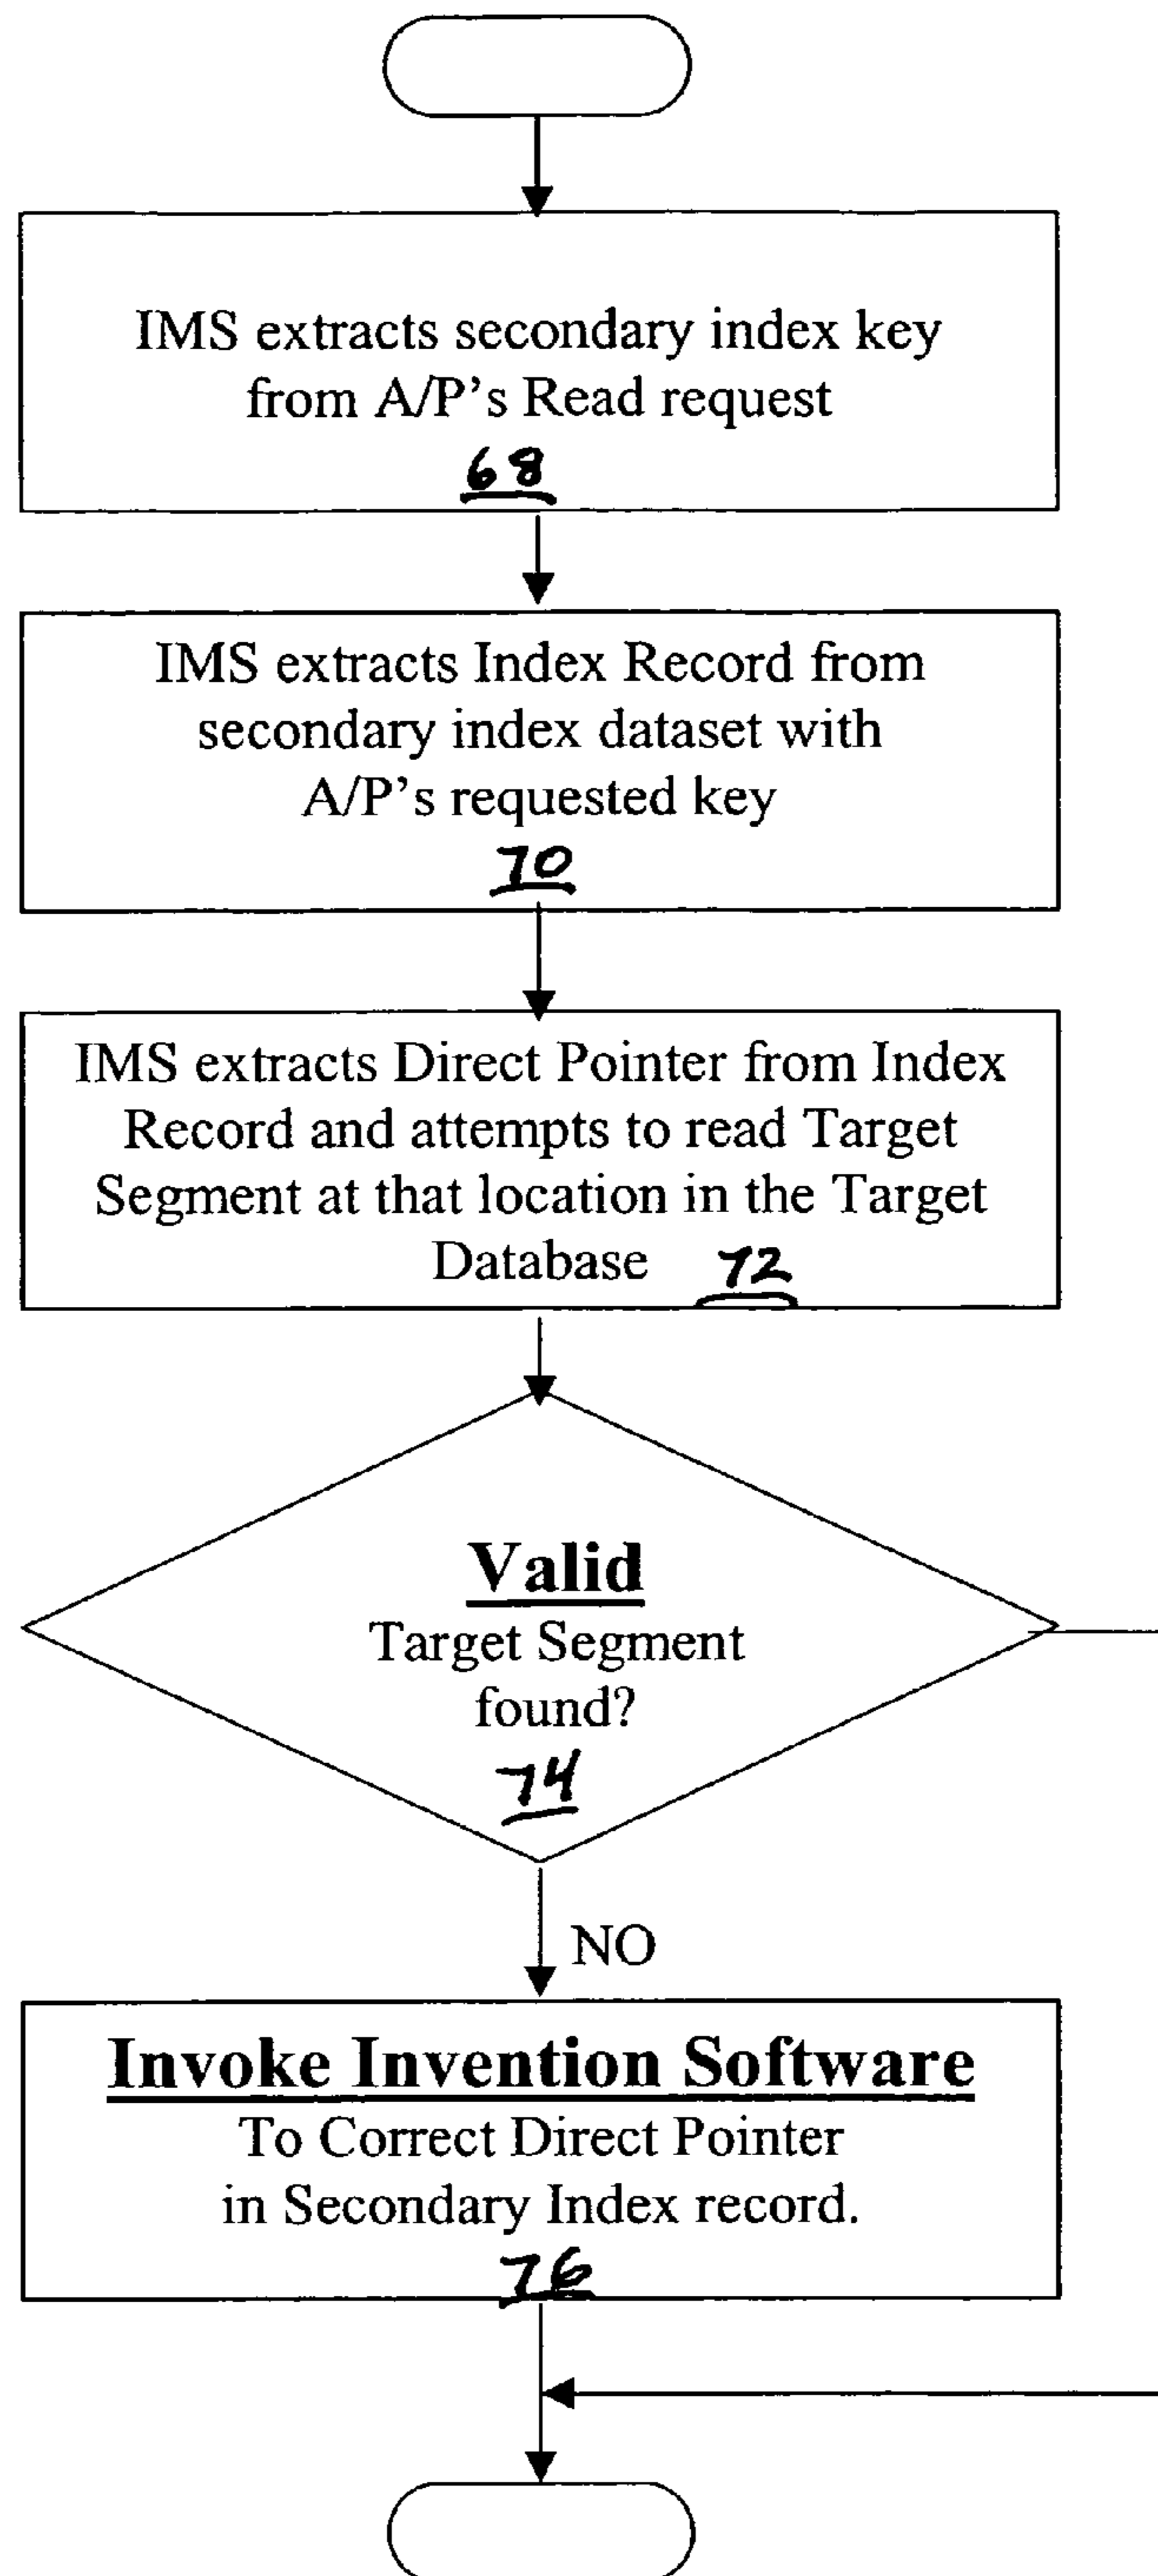 IMS extracts secondary index key
from A/P's Read request
68
IMS extracts Index Record from
secondary index dataset with
A/P's requested key
70
IMS extracts Direct Pointer from Index
Record and attempts to read Target
Segment at that location in the Target
Database 72
Valid
Target Segment
found?
74
NO
Invoke Invention Software
To Correct Direct Pointer
in Secondary Index record.
76